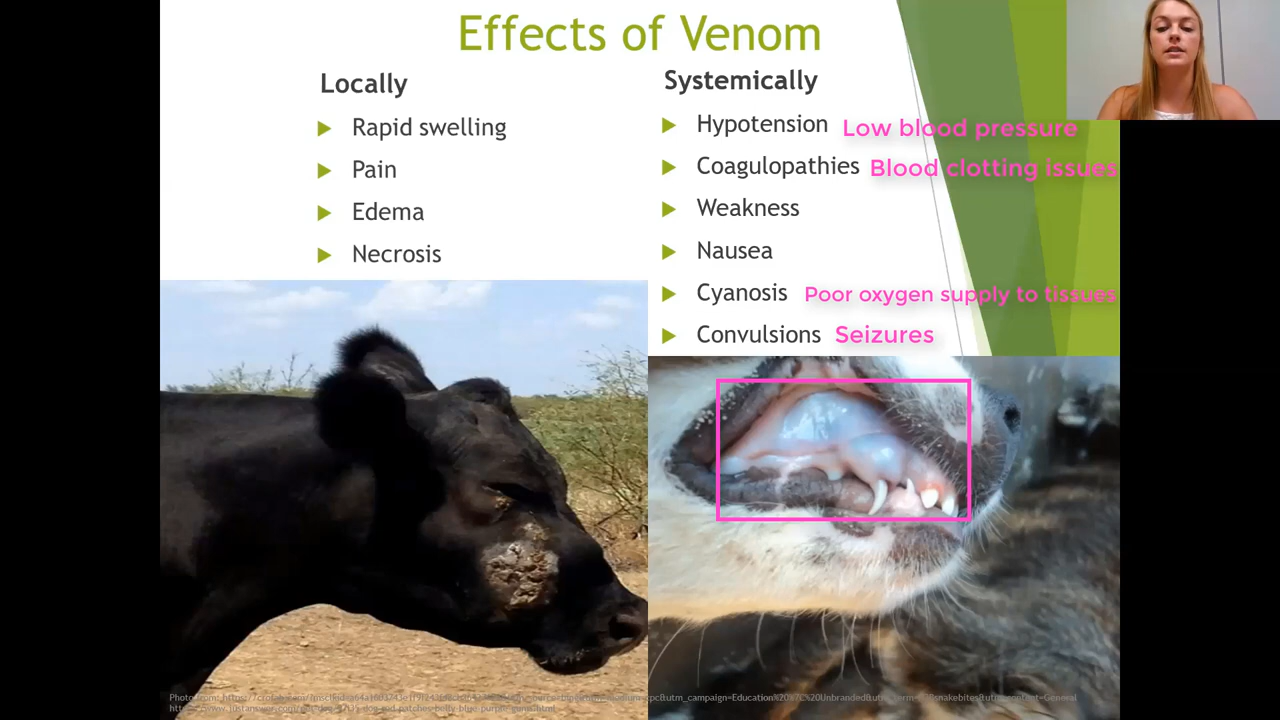 Effects of Venom
Locally
Rapid swelling
Pain
Edema
Necrosis
Systemically
Hypotension Low blood pressure
Coagulopathies Blood clotting issues
Weakness
Nausea
Cyanosis Poor oxygen supply to tissues
Convulsions Seizures